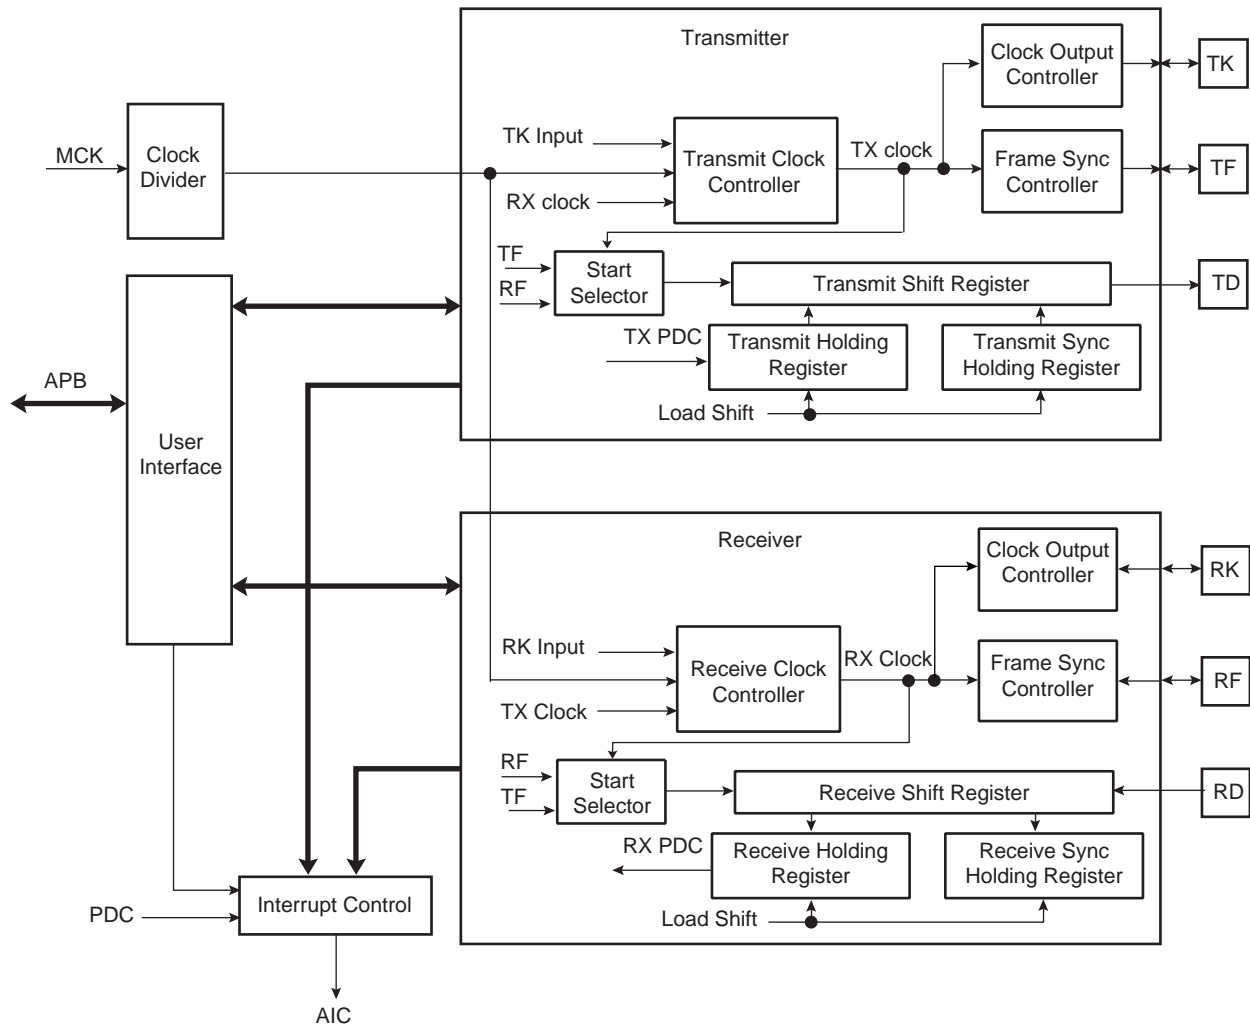 Transmitter
Clock Output
Controller
TK
MCK
Clock
Divider
TK Input
RX clock
Transmit Clock
Controller
TX clock
Frame Sync
Controller
TF
TF
RF
Start
Selector
Transmit Shift Register
TD
TX PDC
Transmit Holding
Register
Transmit Sync
Holding Register
Load Shift
APB
User
Interface
Receiver
Clock Output
Controller
RK
RK Input
TX Clock
Receive Clock
Controller
RX Clock
Frame Sync
Controller
RF
RF
TF
Start
Selector
Receive Shift Register
RD
RX PDC
Receive Holding
Register
Receive Sync
Holding Register
Load Shift
PDC
Interrupt Control
AIC